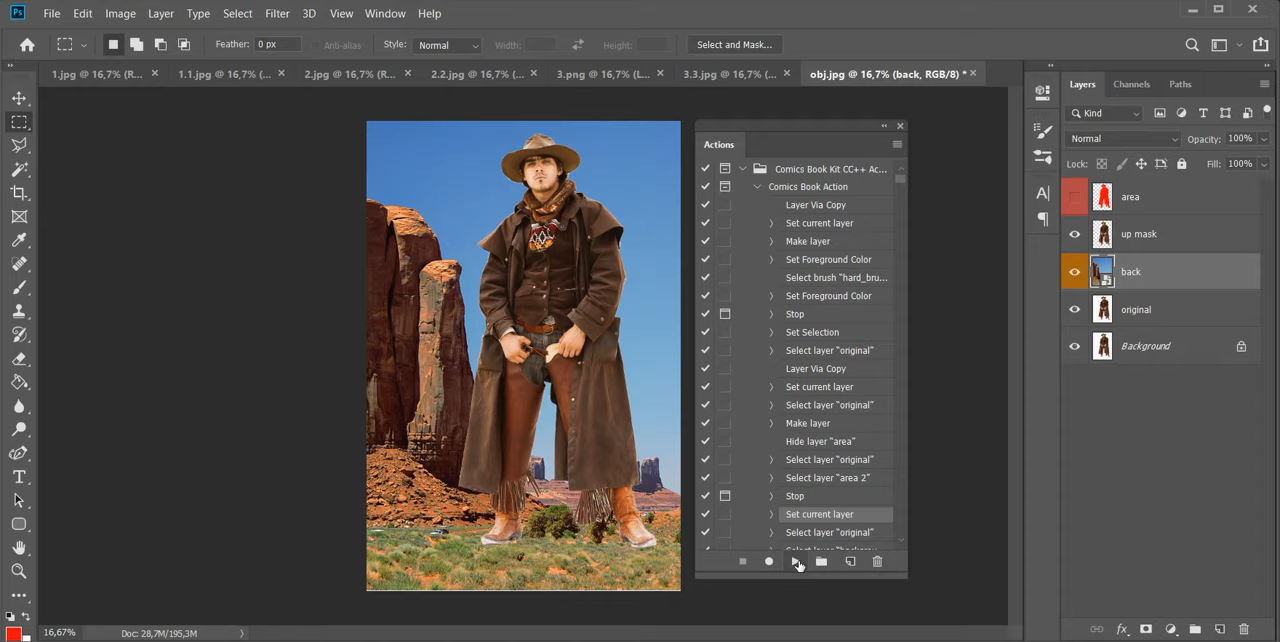 Ps File Edit Image Layer Type Select Filter 3D View Window Help
Feather: 0 px Anti-alias Style: Normal Width: Height: Select and Mask...
1.jpg @ 16,7% (R... 1.1.jpg @ 16,7% (... 2.jpg @ 16,7% (R... 2.2.jpg @ 16,7% (... 3.png @ 16,7% (L... 3.3.jpg @ 16,7% (... obj.jpg @ 16,7% (back, RGB/8) *
Actions
Comics Book Kit CC++ Ac...
Comics Book Action
Layer Via Copy
Set current layer
Make layer
Set Foreground Color
Select brush "hard_bru...
Set Foreground Color
Stop
Set Selection
Select layer "original"
Layer Via Copy
Set current layer
Select layer "original"
Make layer
Hide layer "area"
Select layer "original"
Select layer "area 2"
Stop
Set current layer
Select layer "original"
Layers Channels Paths
Kind
Normal Opacity: 100%
Lock: Fill: 100%
area
up mask
back
original
Background
16,67% Doc: 28,7M/195,3M